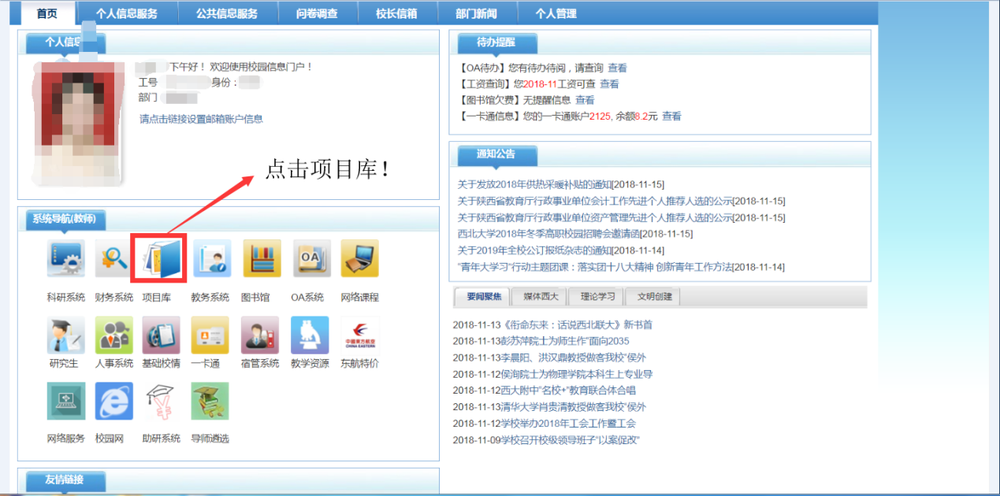 首页 个人信息服务 公共信息服务 问卷调查 校长信箱 部门新闻 个人管理
个人信息
下午好！ 欢迎使用校园信息门户！
工号 身份：
部门
请点击链接设置邮箱账户信息
点击项目库！
系统导航(教师)
科研系统 财务系统 项目库 教务系统 图书馆 OA系统 网络课程
OA
中國東方航空
CHINA EASTERN
研究生 人事系统 基础校情 一卡通 宿管系统 教学资源 东航特价
网络服务 校园网 助研系统 导师遴选
友情链接
待办提醒
【OA待办】您有待办待阅，请查询 查看
【工资查询】您2018-11工资可查 查看
【图书馆欠费】无提醒信息 查看
【一卡通信息】您的一卡通账户2125, 余额8.2元 查看
通知公告
关于发放2018年供热采暖补贴的通知[2018-11-15]
关于陕西省教育厅行政事业单位会计工作先进个人推荐人选的公示[2018-11-15]
关于陕西省教育厅行政事业单位资产管理先进个人推荐人选的公示[2018-11-15]
西北大学2018年冬季高职校园招聘会邀请函[2018-11-15]
关于2019年全校公订报纸杂志的通知[2018-11-14]
“青年大学习”行动主题团课：落实团十八大精神 创新青年工作方法[2018-11-14]
要闻聚焦 媒体西大 理论学习 文明创建
2018-11-13《衔命东来：话说西北联大》新书首
2018-11-13彭苏萍院士为师生作“面向2035
2018-11-13李晨阳、洪汉鼎教授做客我校“侯外
2018-11-12侯洵院士为物理学院本科生上专业导
2018-11-12西大附中“名校+”教育联合体合唱
2018-11-13清华大学肖贵清教授做客我校“侯外
2018-11-12学校举办2018年工会工作暨工会
2018-11-09学校召开校级领导班子“以案促改”